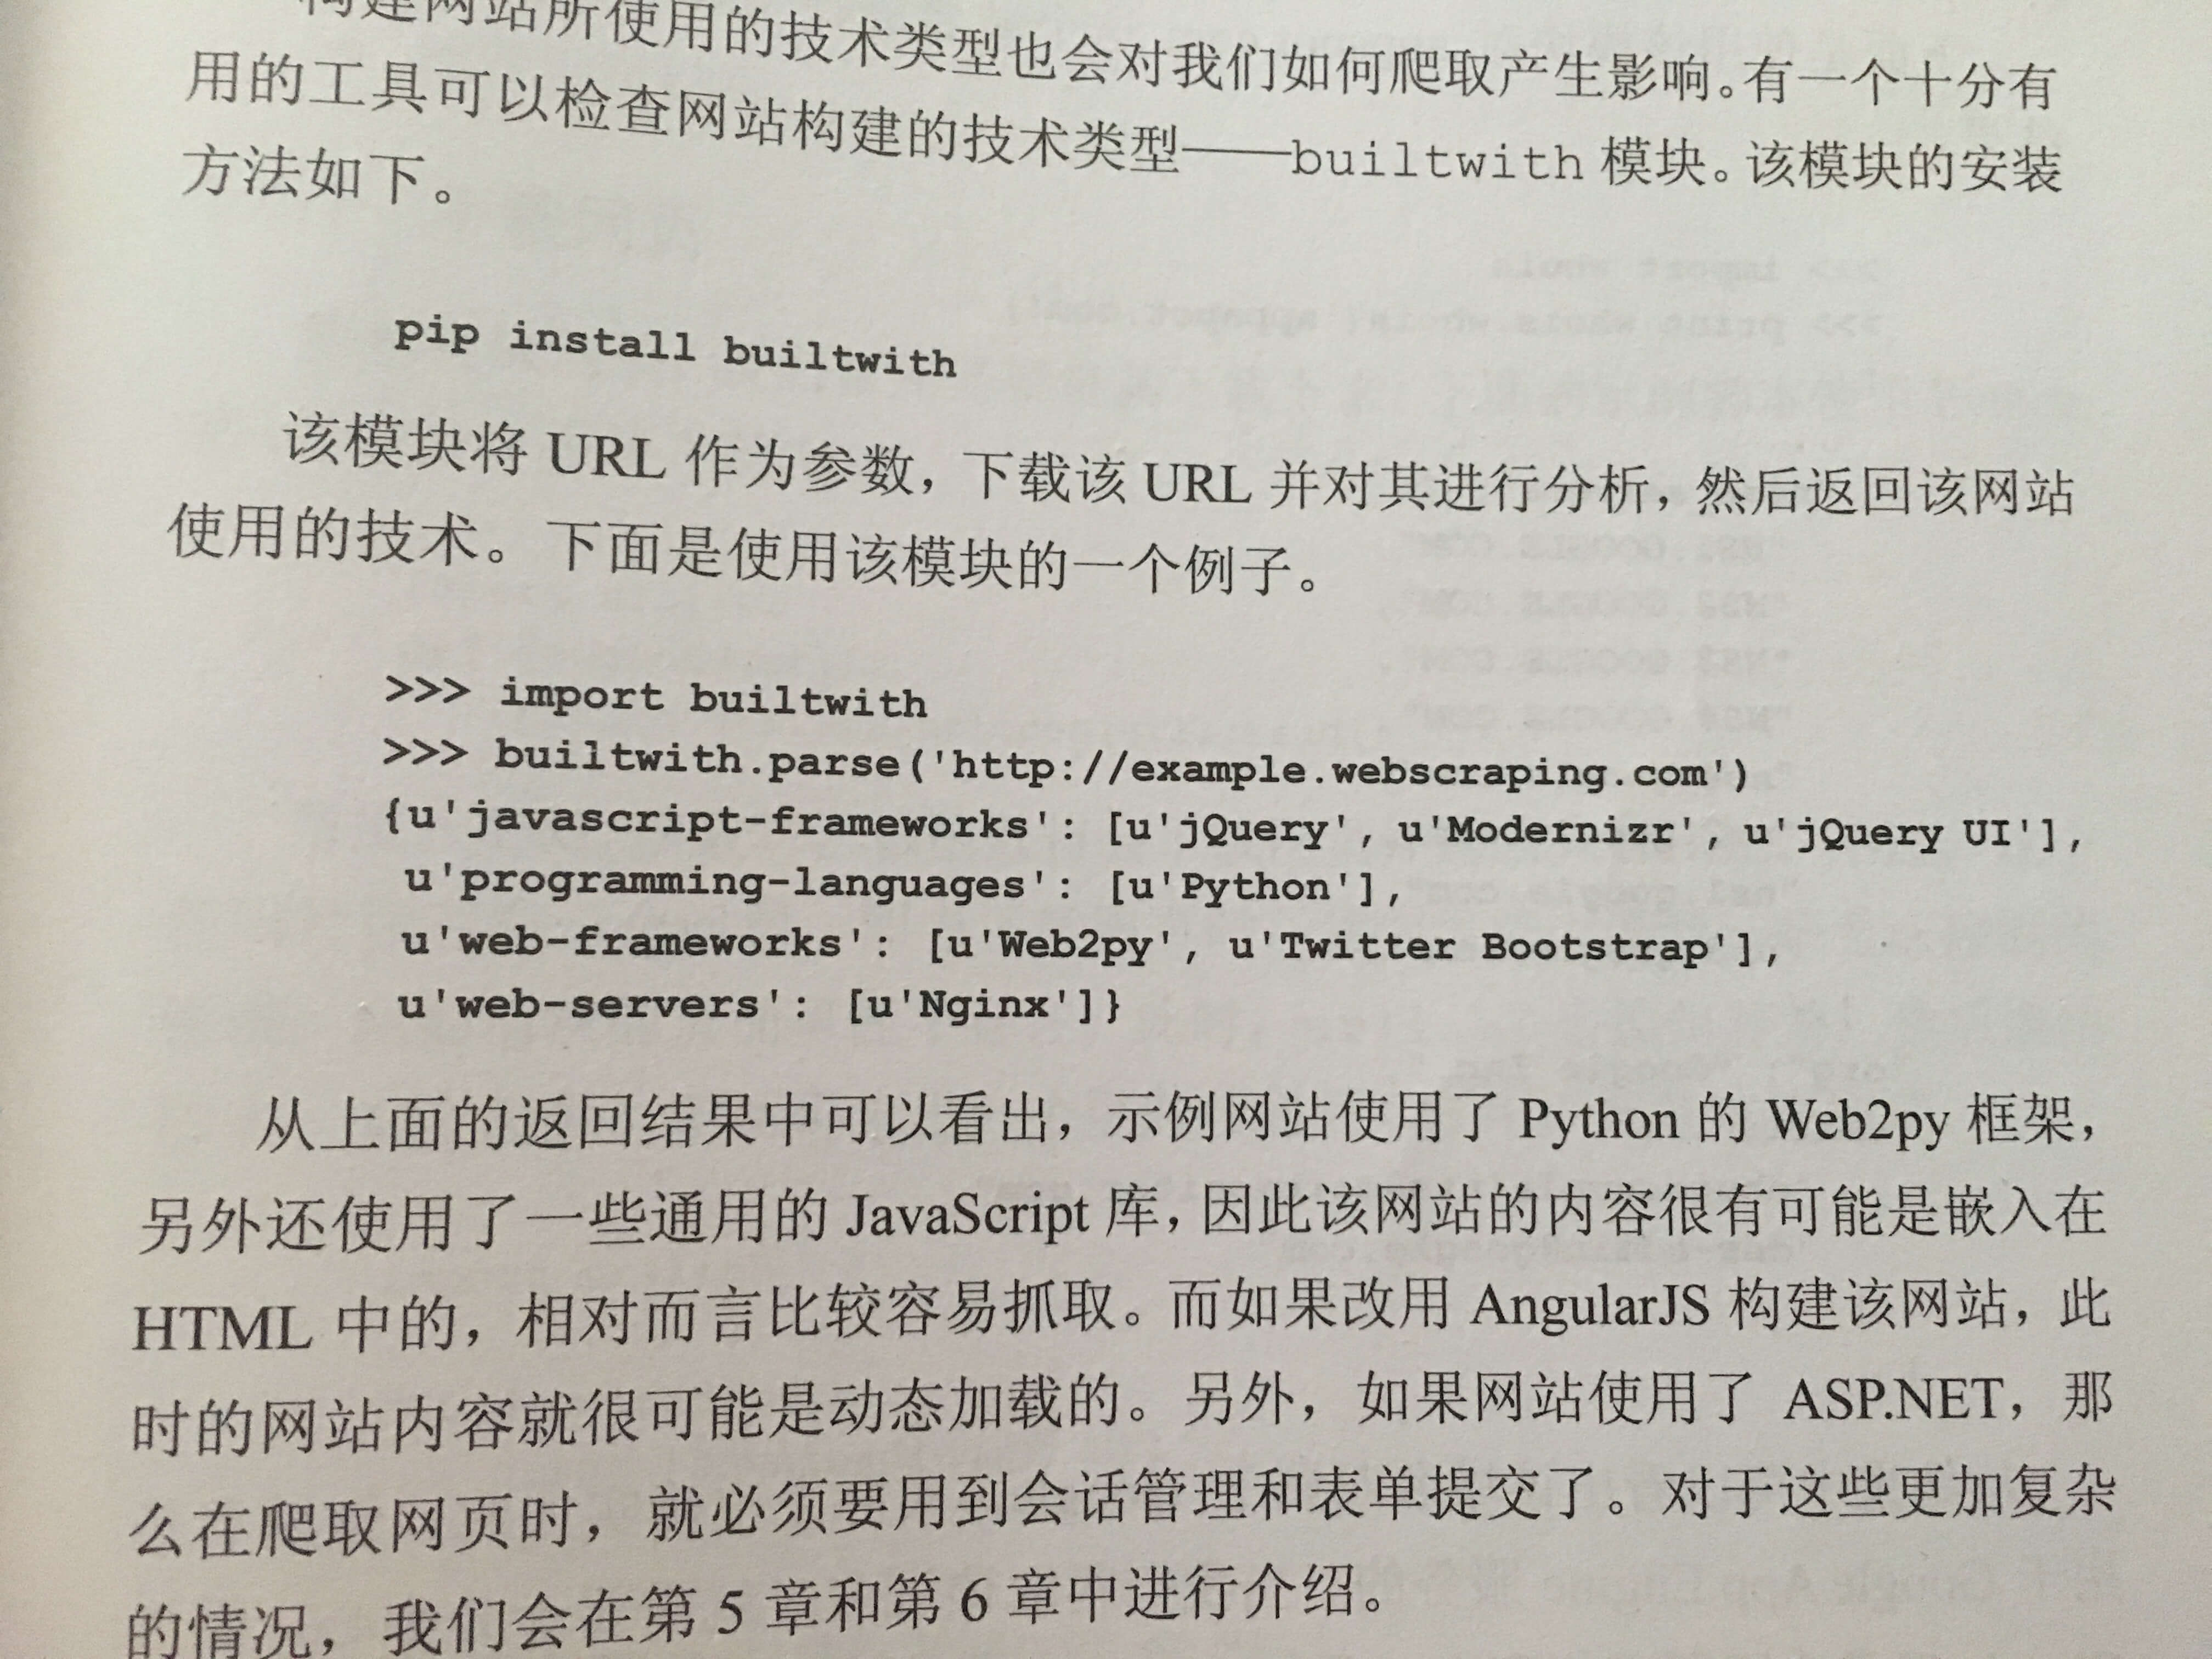 构建网站所使用的技术类型也会对我们如何爬取产生影响。有一个十分有
用的工具可以检查网站构建的技术类型——builtwith 模块。该模块的安装
方法如下。
pip install builtwith
该模块将 URL 作为参数，下载该 URL 并对其进行分析，然后返回该网站
使用的技术。下面是使用该模块的一个例子。
>>> import builtwith
>>> builtwith.parse('http://example.webscraping.com')
{u'javascript-frameworks': [u'jQuery', u'Modernizr', u'jQuery UI'],
u'programming-languages': [u'Python'],
u'web-frameworks': [u'Web2py', u'Twitter Bootstrap'],
u'web-servers': [u'Nginx']}
从上面的返回结果中可以看出，示例网站使用了 Python 的 Web2py 框架，
另外还使用了一些通用的 JavaScript 库，因此该网站的内容很有可能是嵌入在
HTML 中的，相对而言比较容易抓取。而如果改用 AngularJS 构建该网站，此
时的网站内容就很可能是动态加载的。另外，如果网站使用了 ASP.NET，那
么在爬取网页时，就必须要用到会话管理和表单提交了。对于这些更加复杂
的情况，我们会在第 5 章和第 6 章中进行介绍。